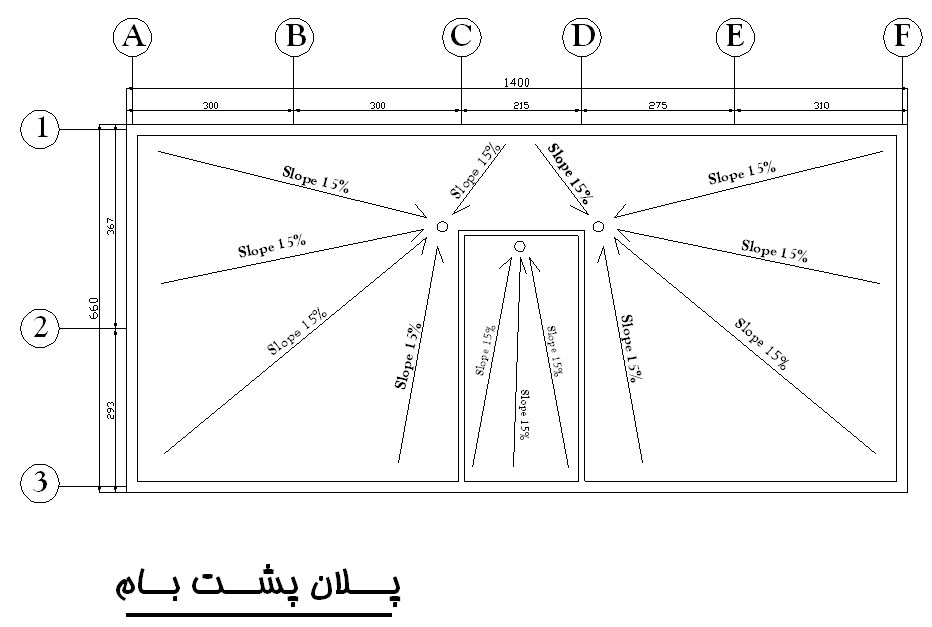 A B C D E F
1400
300 300 215 275 310
1
Slope 15%
Slope 15%
Slope 15%
Slope 15%
367
Slope 15%
Slope 15%
660
2
Slope 15%
Slope 15%
Slope 15%
Slope 15%
Slope 15%
Slope 15%
Slope 15%
293
3
پلان پشت بام